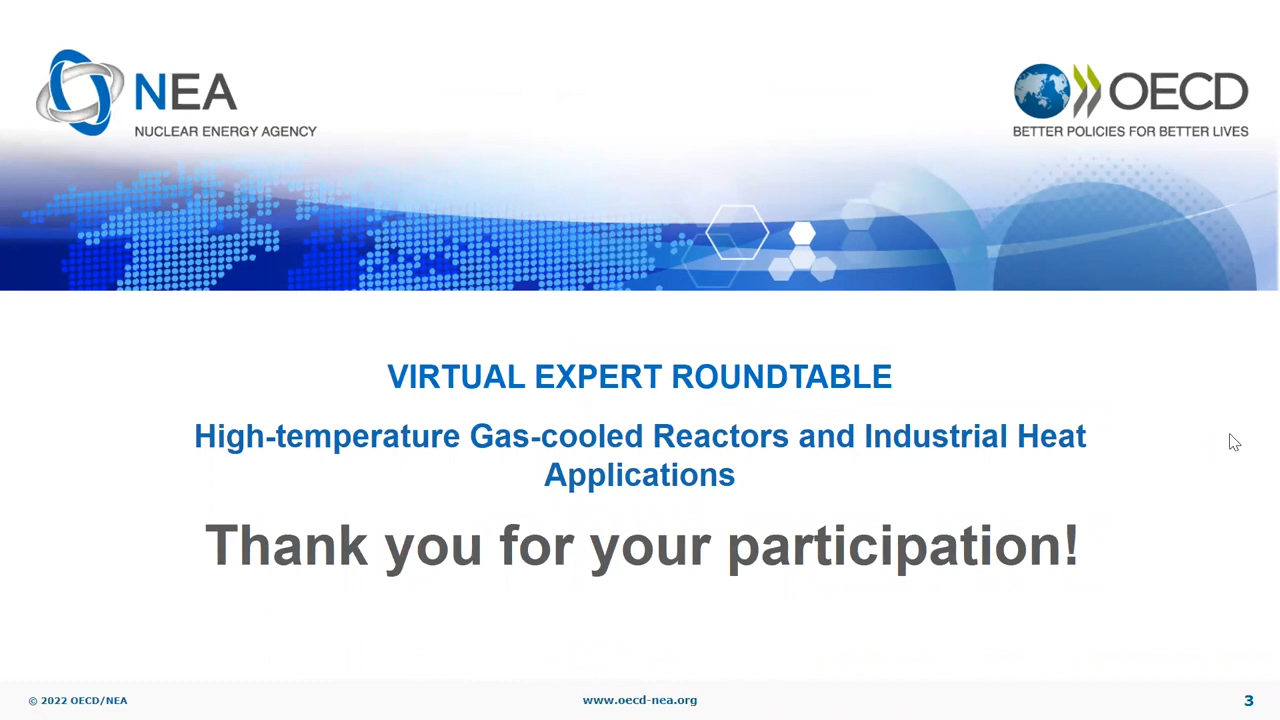 NEA
NUCLEAR ENERGY AGENCY
OECD
BETTER POLICIES FOR BETTER LIVES
VIRTUAL EXPERT ROUNDTABLE
High-temperature Gas-cooled Reactors and Industrial Heat
Applications
Thank you for your participation!
© 2022 OECD/NEA
www.oecd-nea.org
3